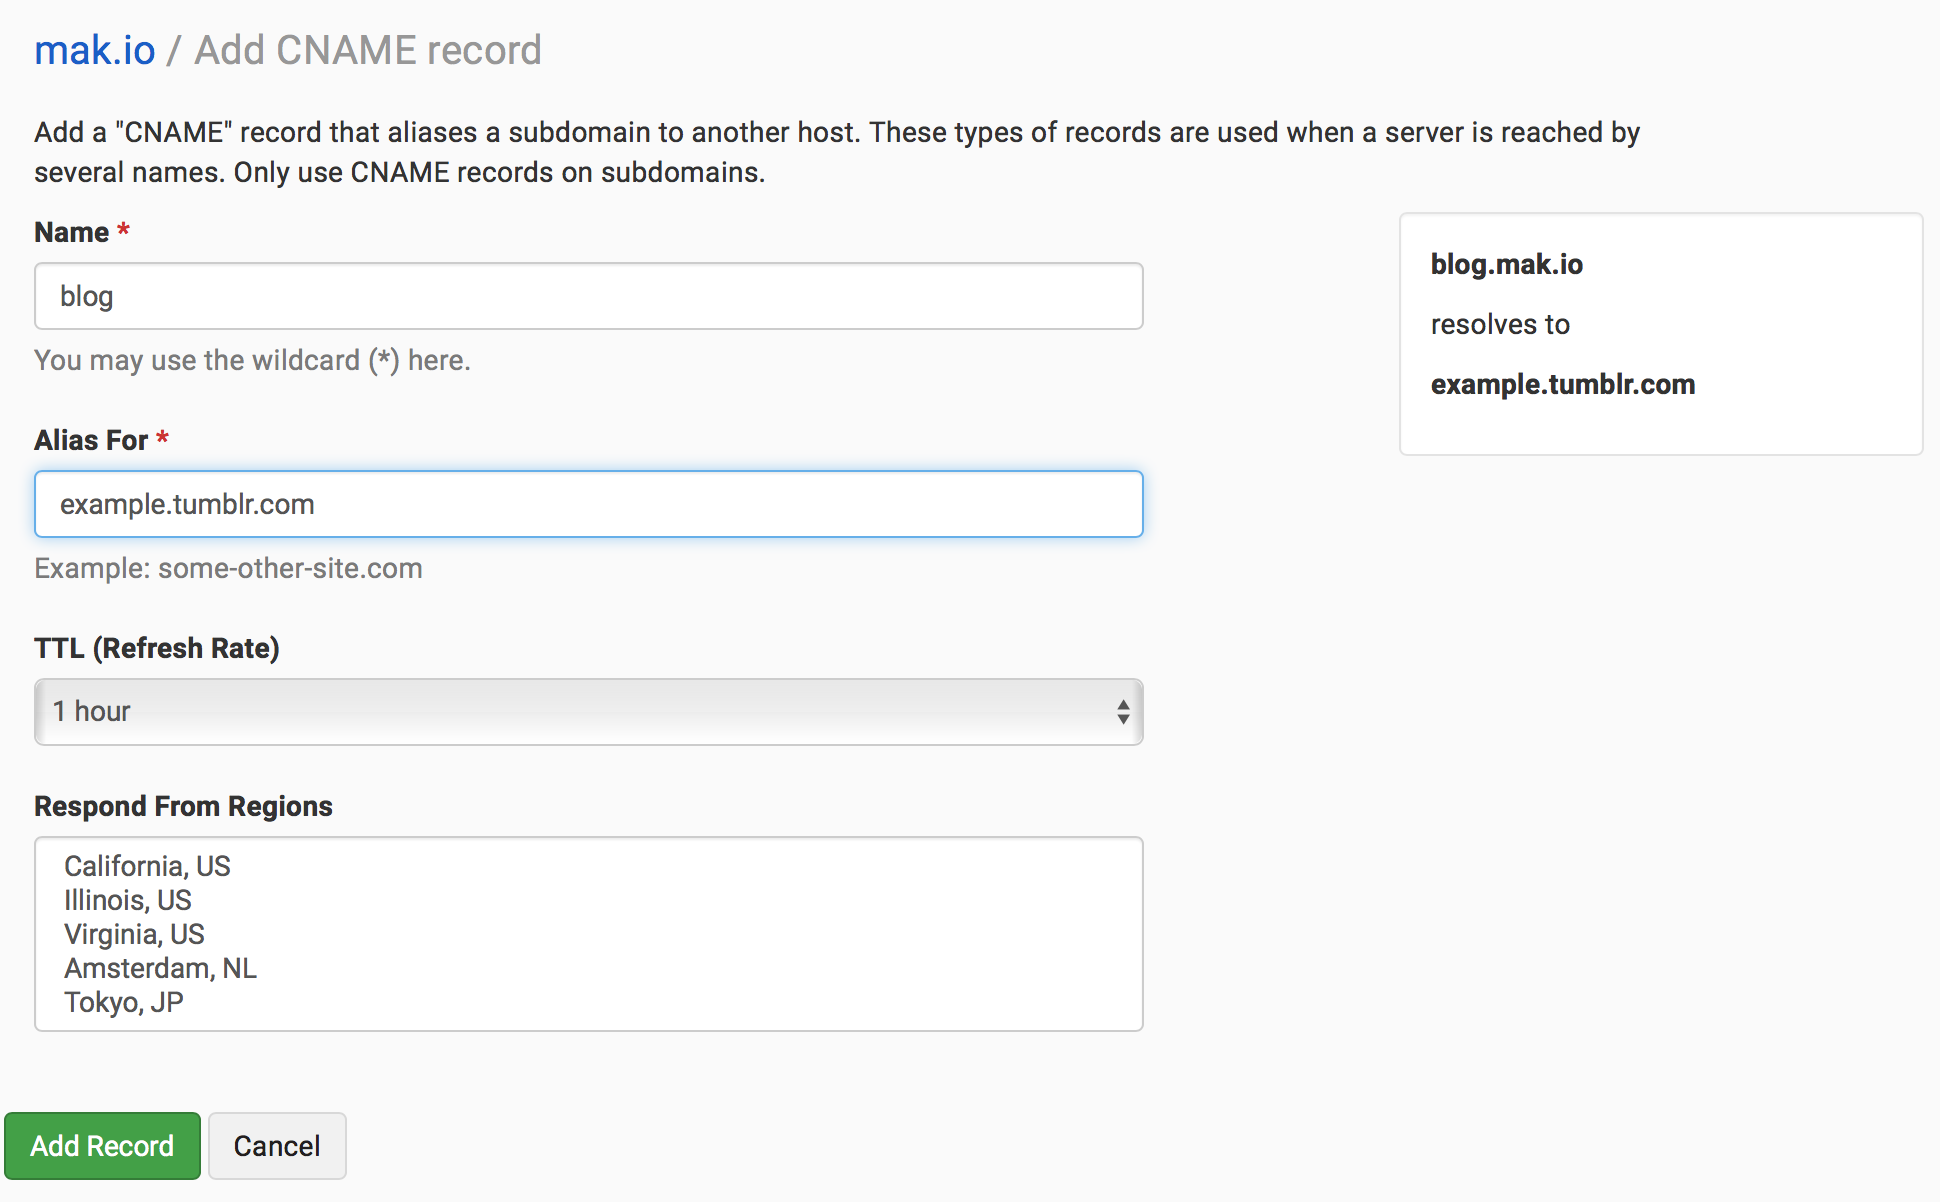 mak.io / Add CNAME record
Add a "CNAME" record that aliases a subdomain to another host. These types of records are used when a server is reached by
several names. Only use CNAME records on subdomains.
Name *
blog
You may use the wildcard (*) here.
Alias For *
example.tumblr.com
Example: some-other-site.com
TTL (Refresh Rate)
1 hour
Respond From Regions
California, US
Illinois, US
Virginia, US
Amsterdam, NL
Tokyo, JP
Add Record
Cancel
blog.mak.io
resolves to
example.tumblr.com